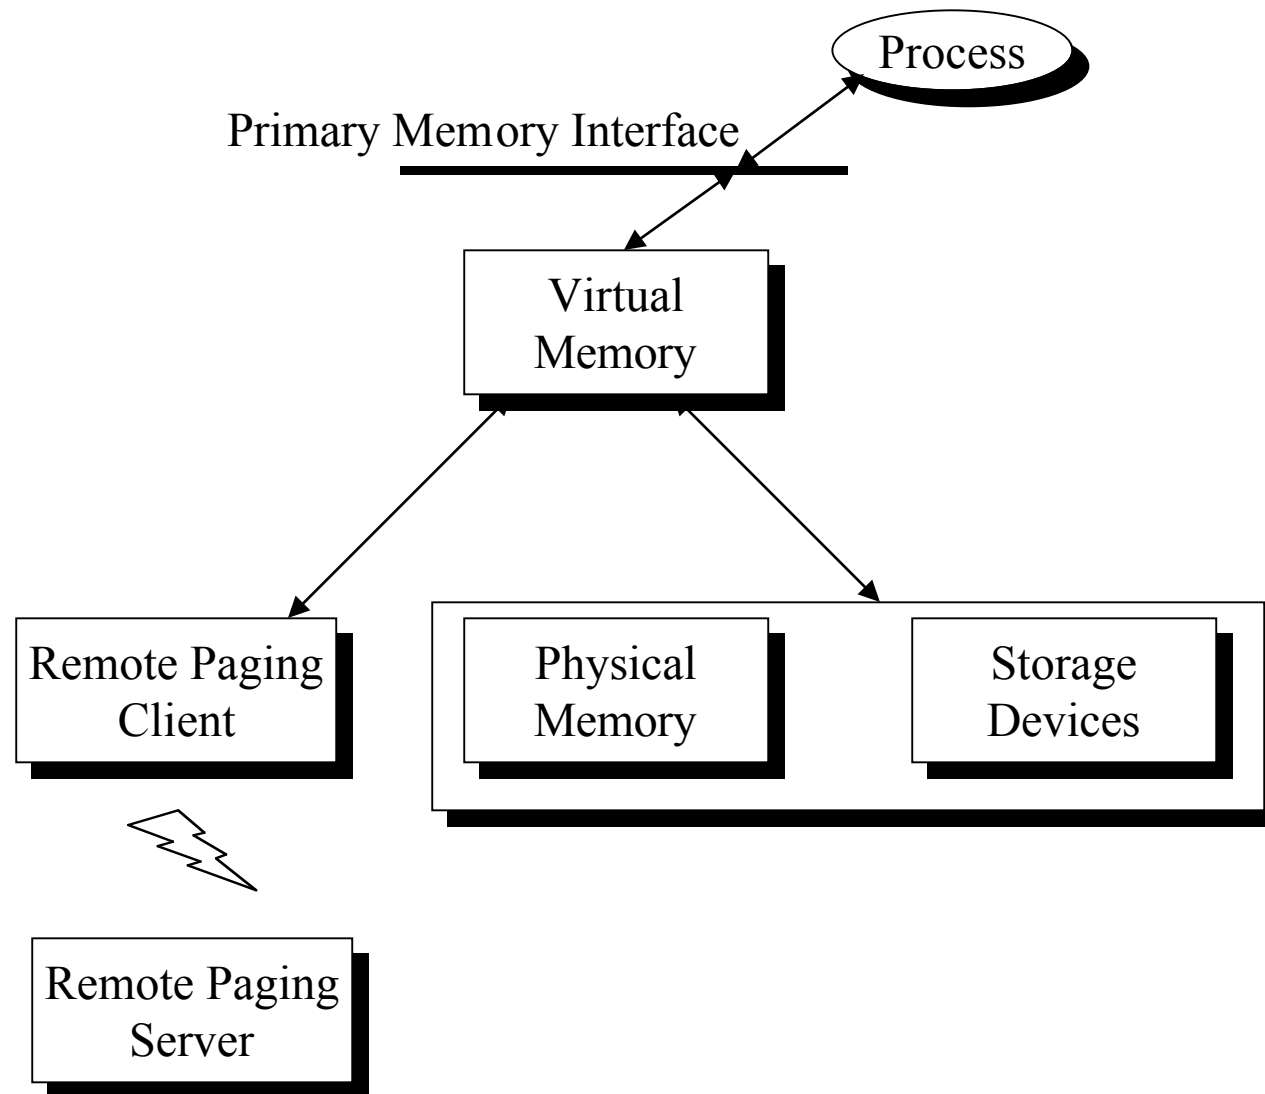 Process
Primary Memory Interface
Virtual
Memory
Remote Paging
Client
Physical
Memory
Storage
Devices
Remote Paging
Server